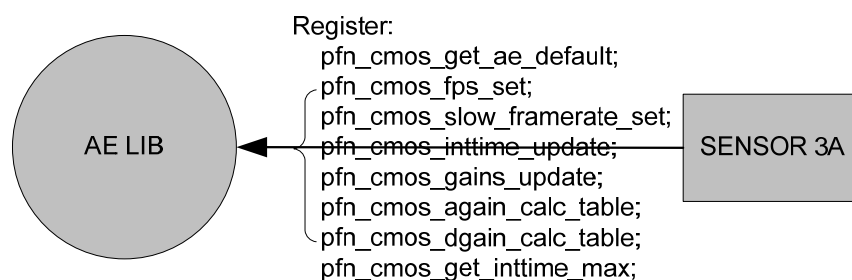 Register:
pfn_cmos_get_ae_default;
pfn_cmos_fps_set;
pfn_cmos_slow_framerate_set;
pfn_cmos_inttime_update;
pfn_cmos_gains_update;
pfn_cmos_again_calc_table;
pfn_cmos_dgain_calc_table;
pfn_cmos_get_inttime_max;
AE LIB
SENSOR 3A